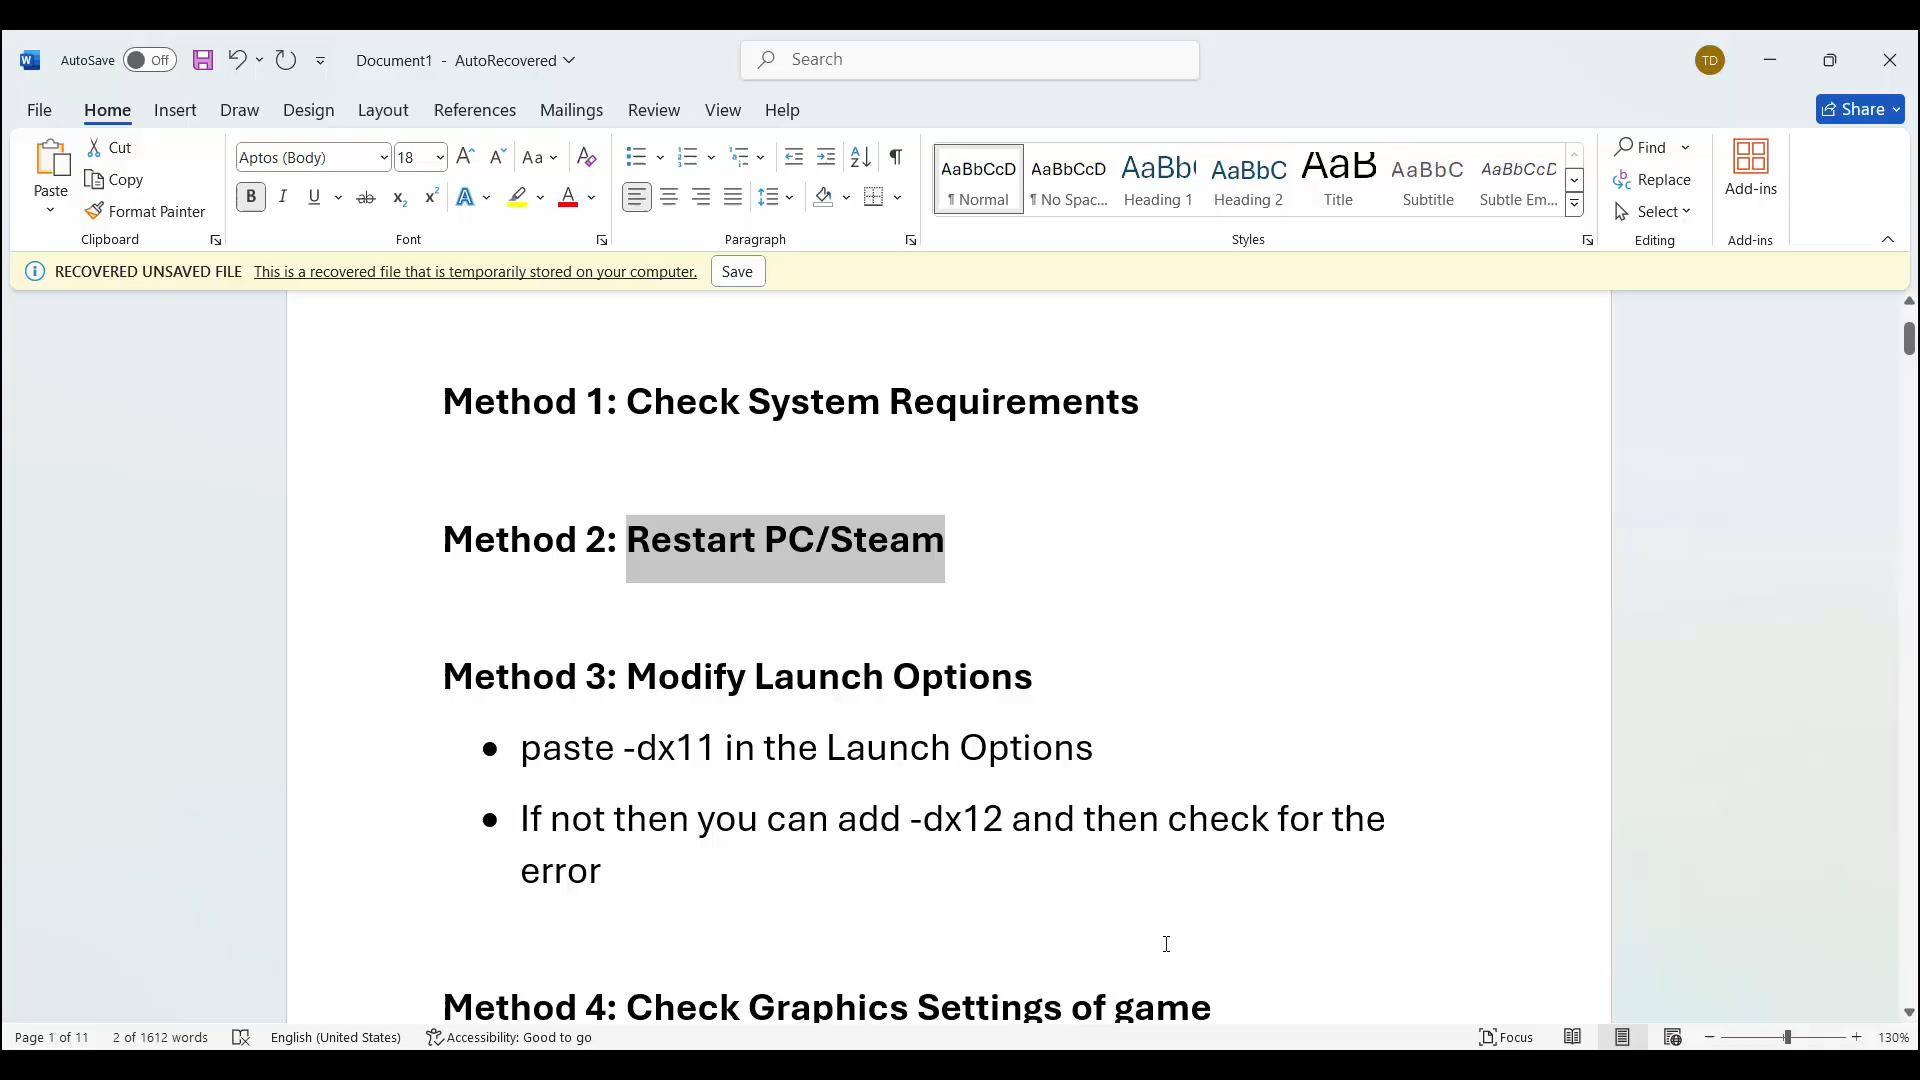 AutoSave Off Document1 - AutoRecovered Search TD
File Home Insert Draw Design Layout References Mailings Review View Help Share
Paste Cut Copy Format Painter Clipboard
Aptos (Body) 18 Aa
B I U ab x₂ x² A A
Font
Paragraph
AaBbCcD AaBbCcD AaBb( AaBbC AaB AaBbC AaBbCcD
¶ Normal ¶ No Spac... Heading 1 Heading 2 Title Subtitle Subtle Em...
Styles
Find
Replace
Select
Editing
Add-ins
Add-ins
RECOVERED UNSAVED FILE This is a recovered file that is temporarily stored on your computer. Save
Method 1: Check System Requirements
Method 2: Restart PC/Steam
Method 3: Modify Launch Options
● paste -dx11 in the Launch Options
● If not then you can add -dx12 and then check for the
error
Method 4: Check Graphics Settings of game
Page 1 of 11 2 of 1612 words English (United States) Accessibility: Good to go Focus 130%